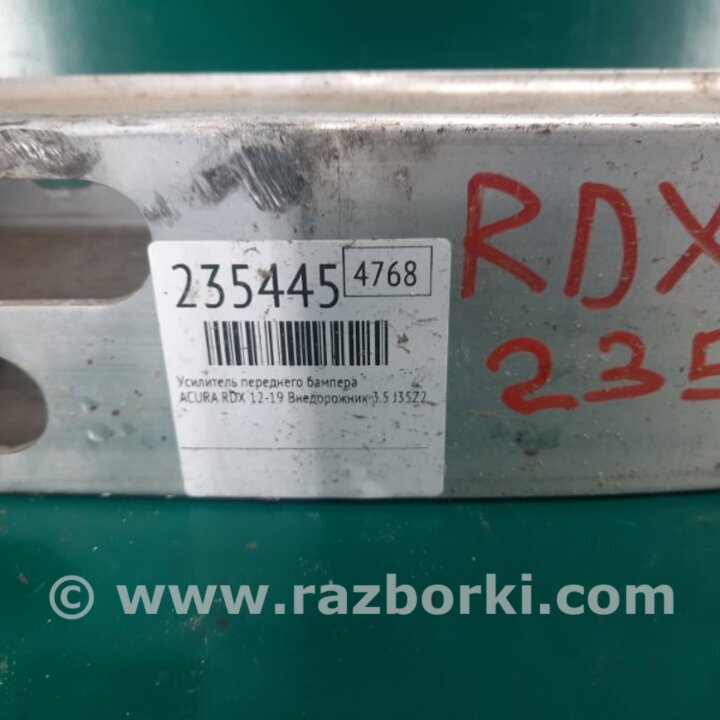 235445 4768
Усилитель переднего бампера
ACURA RDX 12-19 Внедорожник 3.5 J35Z2
RDX
235
© www.razborki.com